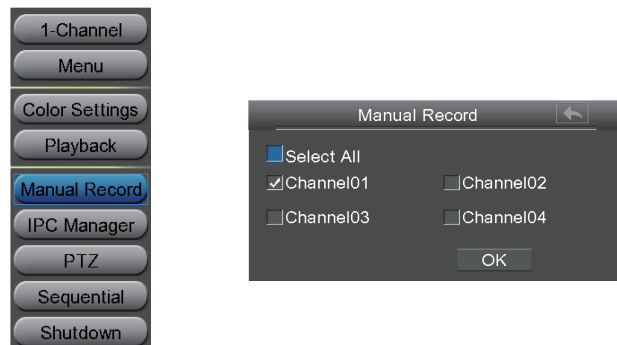 1-Channel
Menu
Color Settings
Playback
Manual Record
IPC Manager
PTZ
Sequential
Shutdown
Manual Record
Select All
Channel01 Channel02
Channel03 Channel04
OK